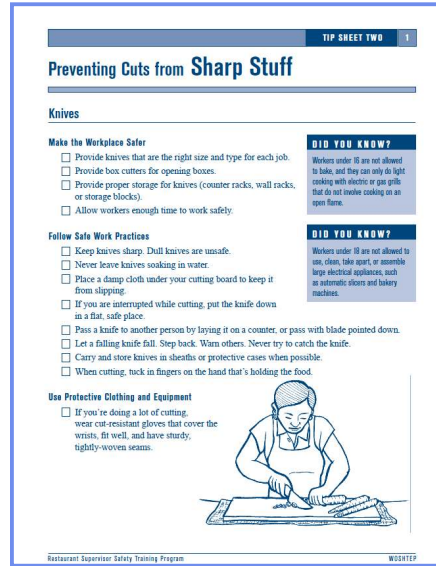 TIP SHEET TWO 1
Preventing Cuts from Sharp Stuff
Knives
Make the Workplace Safer
Provide knives that are the right size and type for each job.
Provide box cutters for opening boxes.
Provide proper storage for knives (counter racks, wall racks,
or storage blocks).
Allow workers enough time to work safely.
DID YOU KNOW?
Workers under 16 are not allowed
to bake, and they can only do light
cooking with electric or gas grills
that do not involve cooking on an
open flame.
Follow Safe Work Practices
Keep knives sharp. Dull knives are unsafe.
Never leave knives soaking in water.
Place a damp cloth under your cutting board to keep it
from slipping.
If you are interrupted while cutting, put the knife down
in a flat, safe place.
Pass a knife to another person by laying it on a counter, or pass with blade pointed down.
Let a falling knife fall. Step back. Warn others. Never try to catch the knife.
Carry and store knives in sheaths or protective cases when possible.
When cutting, tuck in fingers on the hand that's holding the food.
DID YOU KNOW?
Workers under 18 are not allowed to
use, clean, take apart, or assemble
large electrical appliances, such
as automatic slicers and bakery
machines.
Use Protective Clothing and Equipment
If you're doing a lot of cutting,
wear cut-resistant gloves that cover the
wrists, fit well, and have sturdy,
tightly-woven seams.
Restaurant Supervisor Safety Training Program WOSHTEP